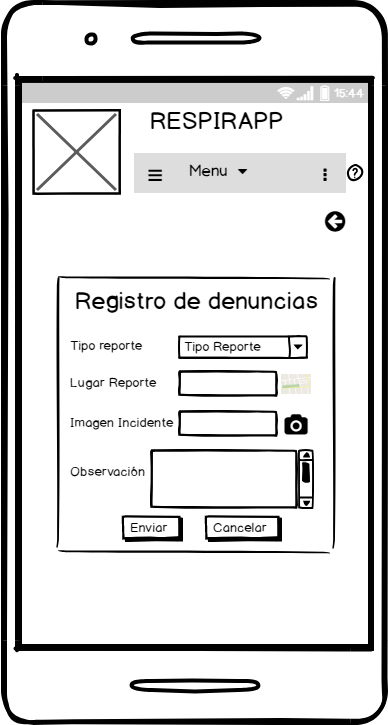 15:44
RESPIRAPP
Menu
Registro de denuncias
Tipo reporte
Tipo Reporte
Lugar Reporte
Imagen Incidente
Observación
Enviar
Cancelar